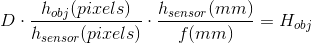 D · h_obj(pixels) / h_sensor(pixels) · h_sensor(mm) / f(mm) = H_obj